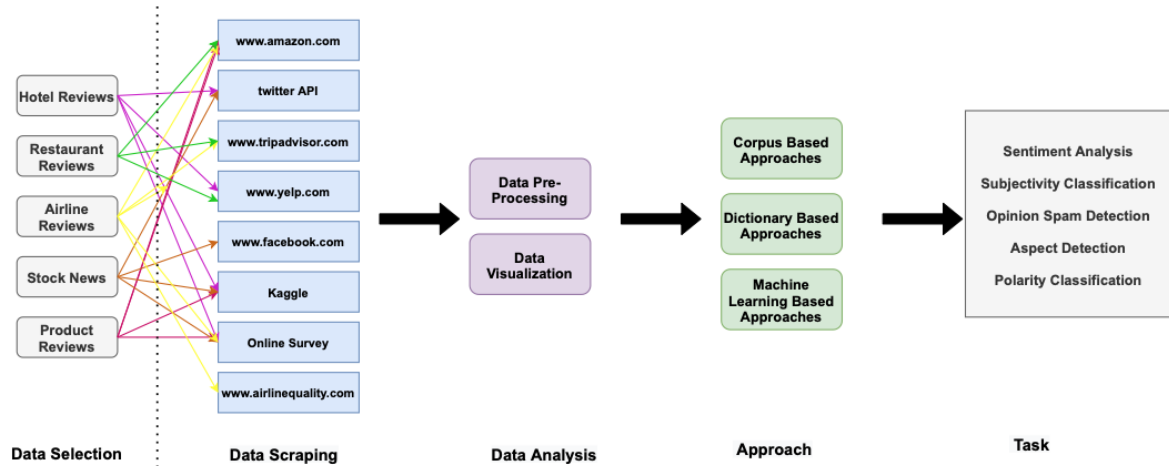 Hotel Reviews
Restaurant
Reviews
Airline
Reviews
Stock News
Product
Reviews
Data Selection
www.amazon.com
twitter API
www.tripadvisor.com
www.yelp.com
www.facebook.com
Kaggle
Online Survey
www.airlinequality.com
Data Scraping
Data Pre-
Processing
Data
Visualization
Data Analysis
Corpus Based
Approaches
Dictionary Based
Approaches
Machine
Learning Based
Approaches
Approach
Sentiment Analysis
Subjectivity Classification
Opinion Spam Detection
Aspect Detection
Polarity Classification
Task